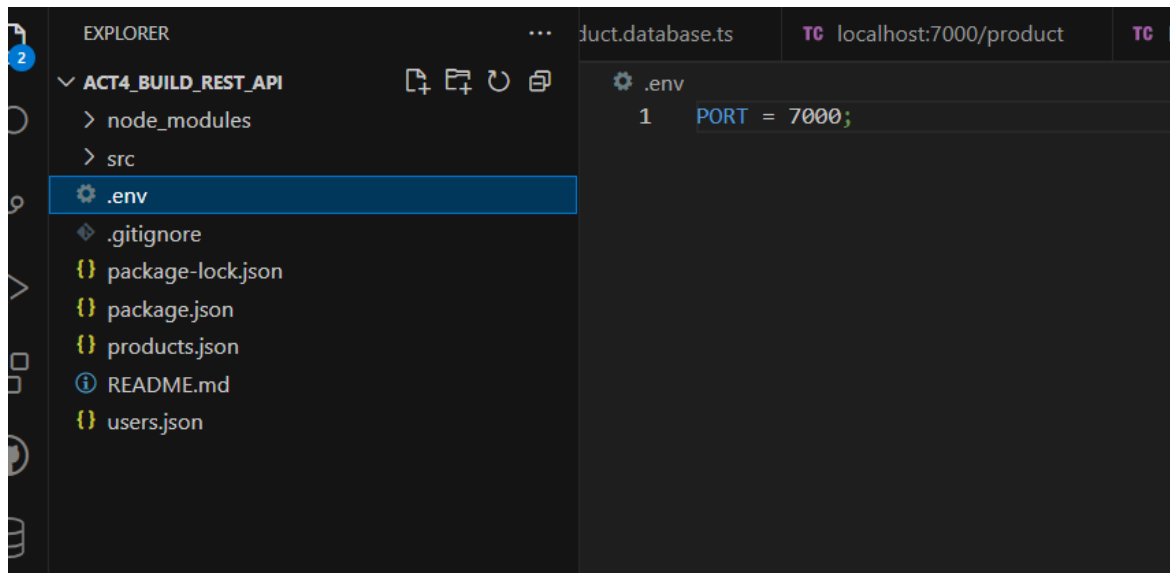 EXPLORER
...
duct.database.ts
TC localhost:7000/product
TC
2
ACT4_BUILD_REST_API
.env
1 PORT = 7000;
> node_modules
> src
.env
.gitignore
{} package-lock.json
{} package.json
{} products.json
README.md
{} users.json